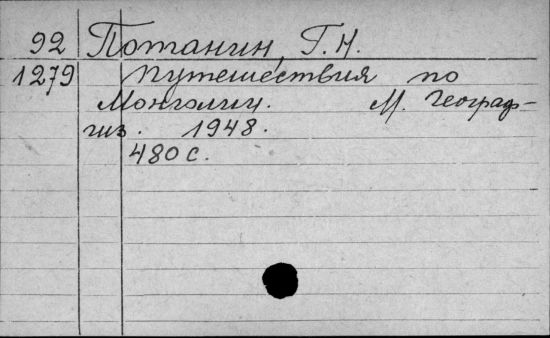 92 Потанин, Г. Н.
1279 Путешествия по
Монголии. М. Географ-
гиз. 1948.
480 с.